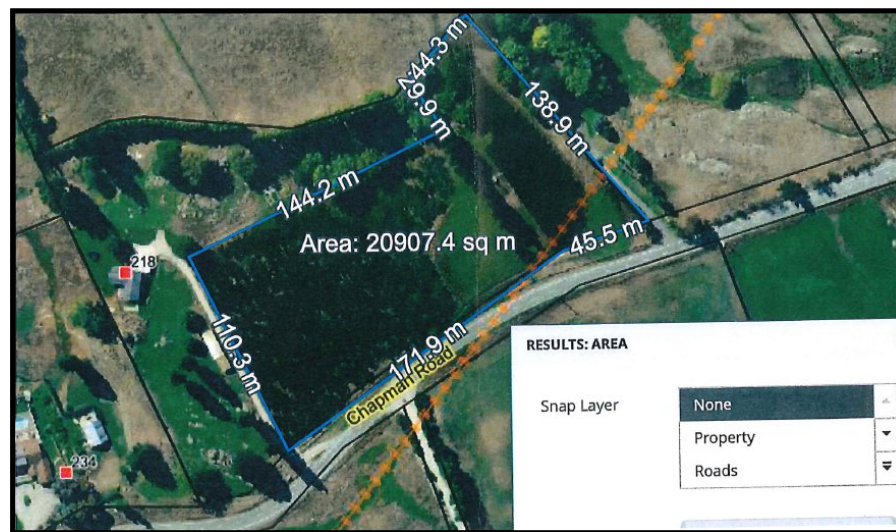 44.3 m
29.9 m
138.9 m
144.2 m
Area: 20907.4 sq m
45.5 m
218
110.3 m
171.9 m
Chapman Road
234
RESULTS: AREA
Snap Layer
None
Property
Roads